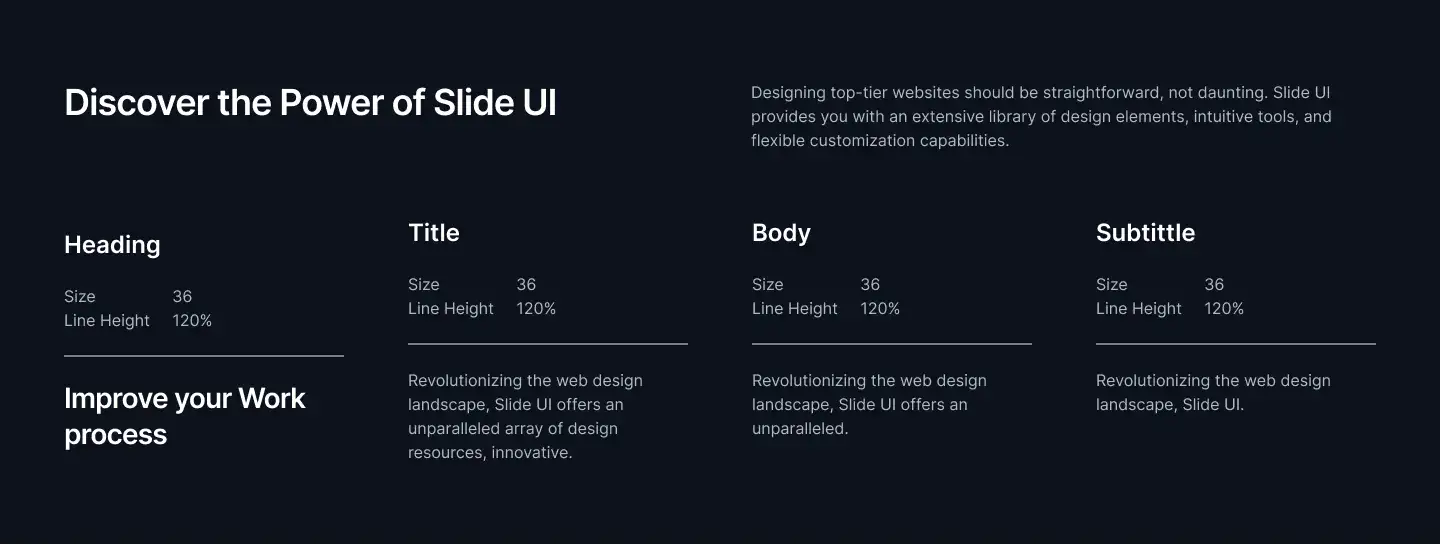 Discover the Power of Slide UI
Designing top-tier websites should be straightforward, not daunting. Slide UI
provides you with an extensive library of design elements, intuitive tools, and
flexible customization capabilities.
Heading
Size 36
Line Height 120%
Improve your Work
process
Title
Size 36
Line Height 120%
Revolutionizing the web design
landscape, Slide UI offers an
unparalleled array of design
resources, innovative.
Body
Size 36
Line Height 120%
Revolutionizing the web design
landscape, Slide UI offers an
unparalleled.
Subtittle
Size 36
Line Height 120%
Revolutionizing the web design
landscape, Slide UI.